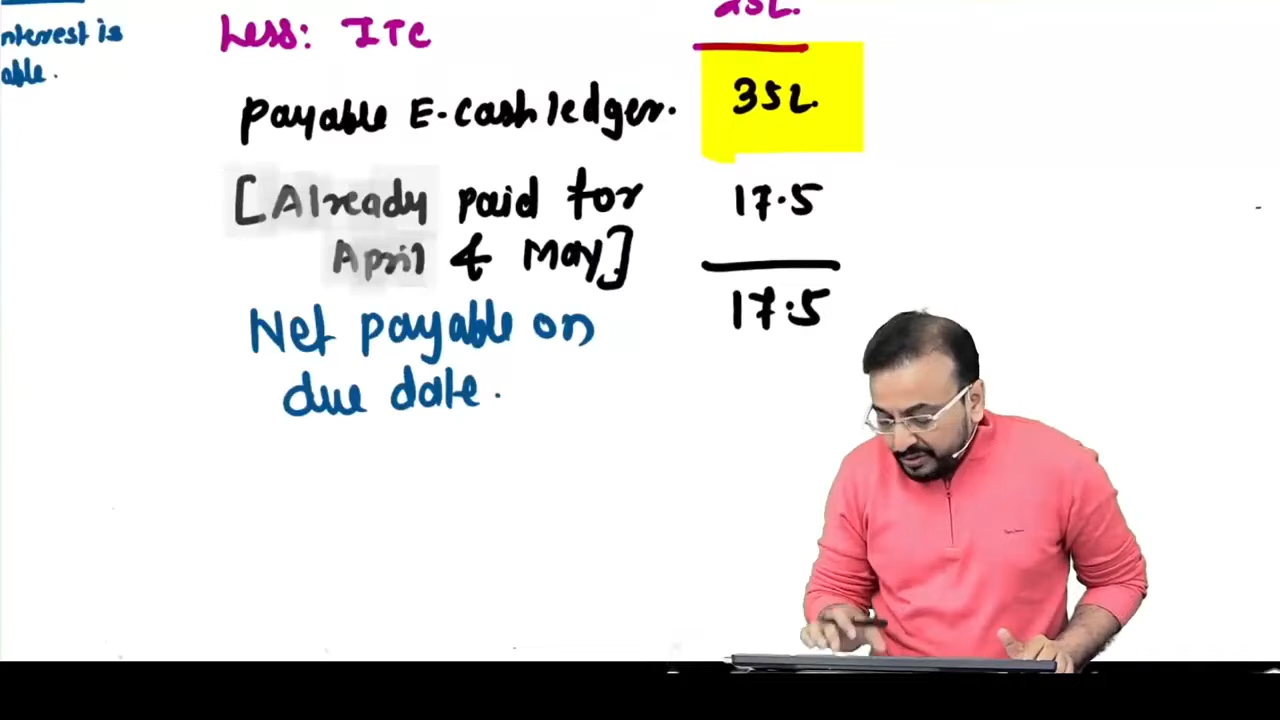 nterest is
able.
Less: ITC
25L.
Payable E-cash ledger. 35L.
[Already paid for 17.5
April & May]
17.5
Net payable on
due date.